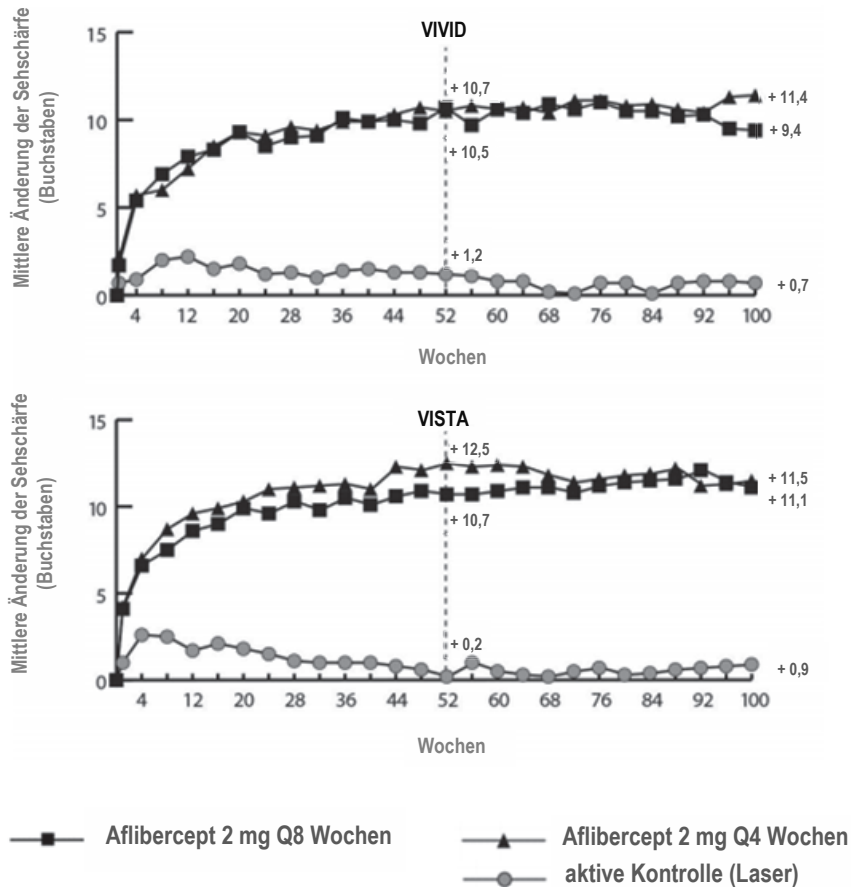 VIVID
Mittlere Änderung der Sehschärfe
(Buchstaben)
15
10
5
0
+ 10,7
+ 10,5
+ 1,2
+ 11,4
+ 9,4
+ 0,7
4 12 20 28 36 44 52 60 68 76 84 92 100
Wochen
VISTA
Mittlere Änderung der Sehschärfe
(Buchstaben)
15
10
5
0
+ 12,5
+ 10,7
+ 0,2
+ 11,5
+ 11,1
+ 0,9
4 12 20 28 36 44 52 60 68 76 84 92 100
Wochen
Aflibercept 2 mg Q8 Wochen
Aflibercept 2 mg Q4 Wochen
aktive Kontrolle (Laser)